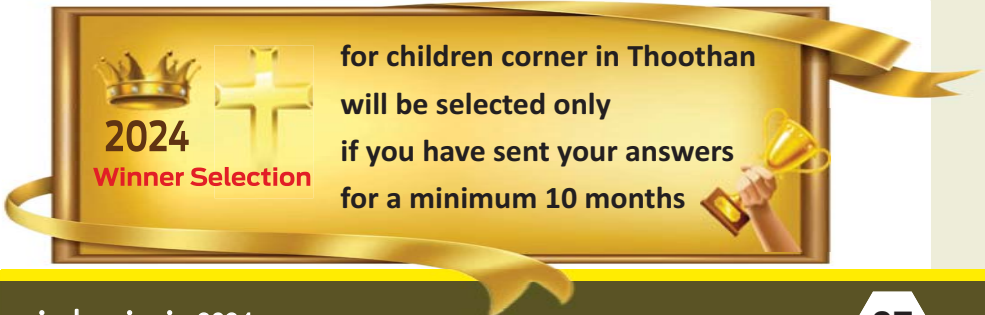 2024
Winner Selection
for children corner in Thoothan
will be selected only
if you have sent your answers
for a minimum 10 months